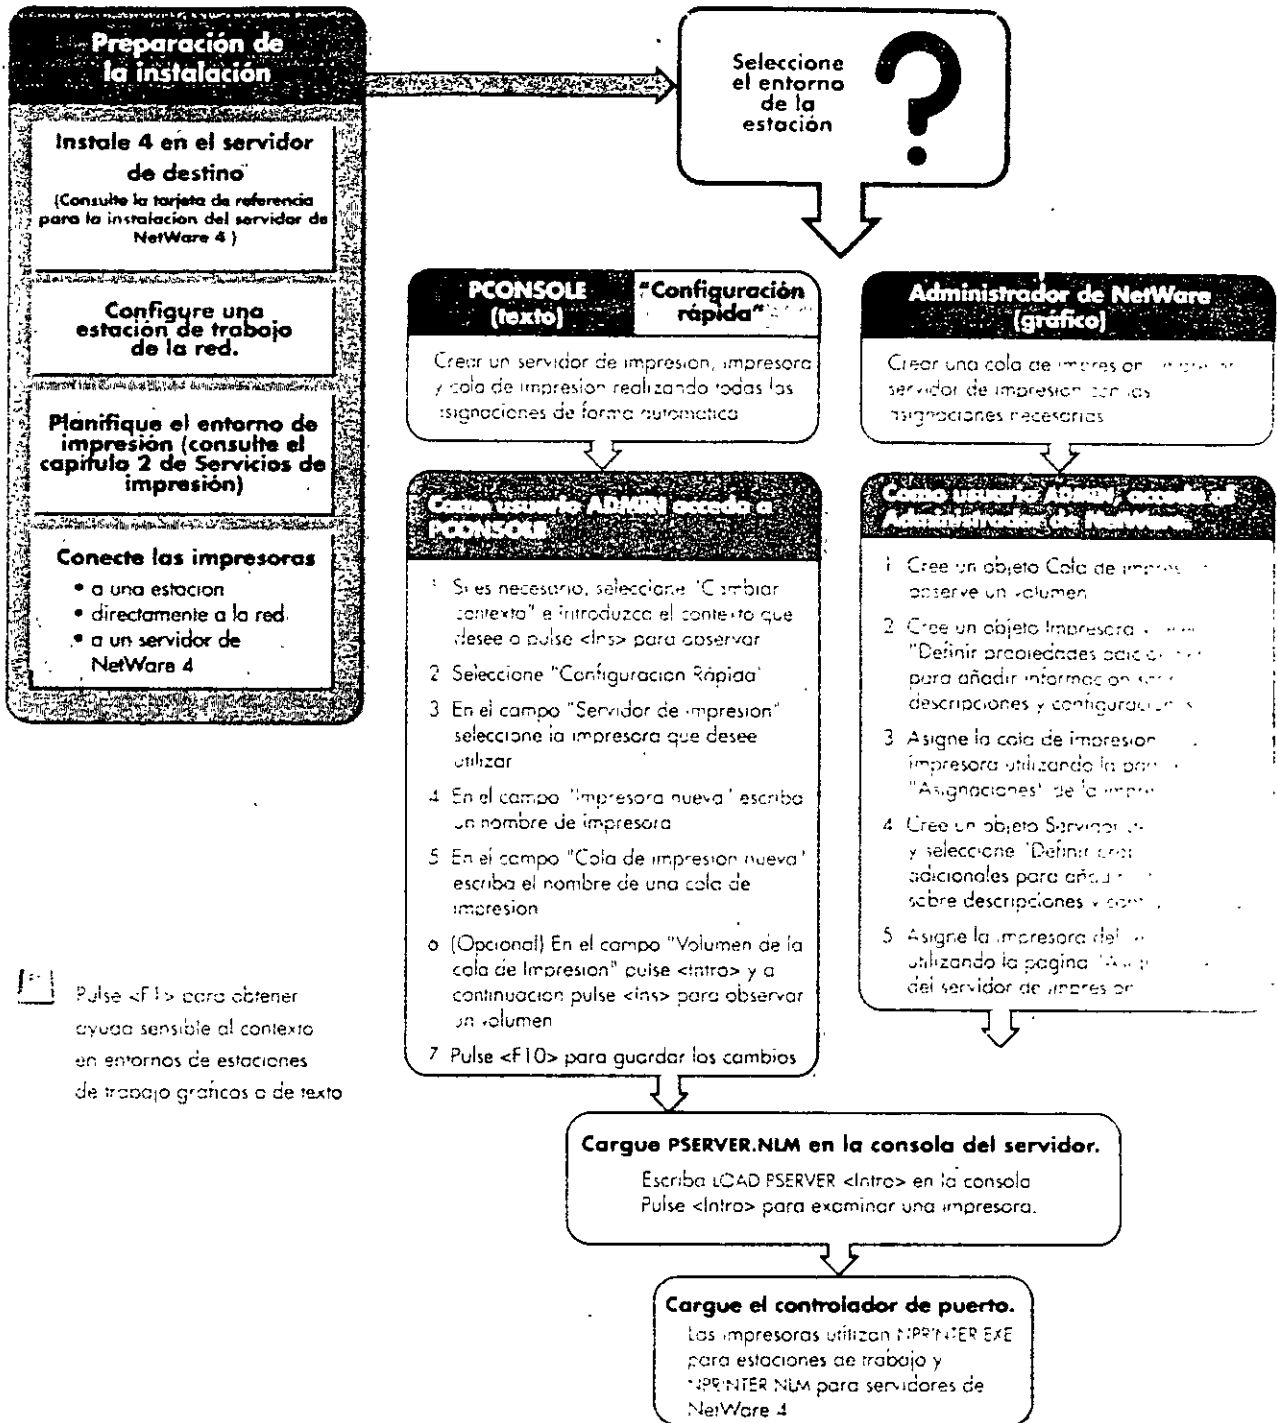 Preparación de
la instalación
Instale 4 en el servidor
de destino
(Consulte la tarjeta de referencia
para la instalacion del servidor de
NetWare 4 )
Configure una
estación de trabajo
de la red.
Planifique el entorno de
impresión (consulte el
capítulo 2 de Servicios de
impresión)
Conecte las impresoras
• a una estacion
• directamente a la red
• a un servidor de
NetWare 4
Seleccione
el entorno
de la
estación
?
PCONSOLE
(texto)
"Configuración
rápida"
Crear un servidor de impresion, impresora
y cola de impresion realizando todas las
asignaciones de forma automatica
Como usuario ADMIN acceda a
PCONSOLE
1 Si es necesario, seleccione "Cambiar
contexto" e introduzca el contexto que
desee o pulse <Ins> para observar
2 Seleccione "Configuracion Rápida"
3 En el campo "Servidor de impresion"
seleccione la impresora que desee
utilizar
4 En el campo "Impresora nueva" escriba
un nombre de impresora
5 En el campo "Cola de impresion nueva"
escriba el nombre de una cola de
impresion
6 (Opcional) En el campo "Volumen de la
cola de Impresion" pulse <Intro> y a
continuacion pulse <Ins> para observar
un volumen
7 Pulse <F10> para guardar los cambios
Administrador de NetWare
(gráfico)
Crear una cola de impresion
servidor de impresion con las
asignaciones necesarias
Como usuario ADMIN, acceda al
Administrador de NetWare.
1 Cree un objeto Cola de
observe un volumen
2 Cree un objeto Impresora
"Definir propiedades
para añadir informacion
descripciones y
3 Asigne la cola de impresion
impresora utilizando la
"Asignaciones" de la
4 Cree un objeto Servidor
y seleccione "Definir
adicionales para
sobre descripciones y
5 Asigne la impresora del
utilizando la pagina
del servidor de impresion
Pulse <F1> para obtener
ayuda sensible al contexto
en entornos de estaciones
de trabajo graficos o de texto
Cargue PSERVER.NLM en la consola del servidor.
Escriba LOAD PSERVER <Intro> en la consola
Pulse <Intro> para examinar una impresora.
Cargue el controlador de puerto.
Las impresoras utilizan NPRINTER EXE
para estaciones de trabajo y
NPRINTER NLM para servidores de
NetWare 4